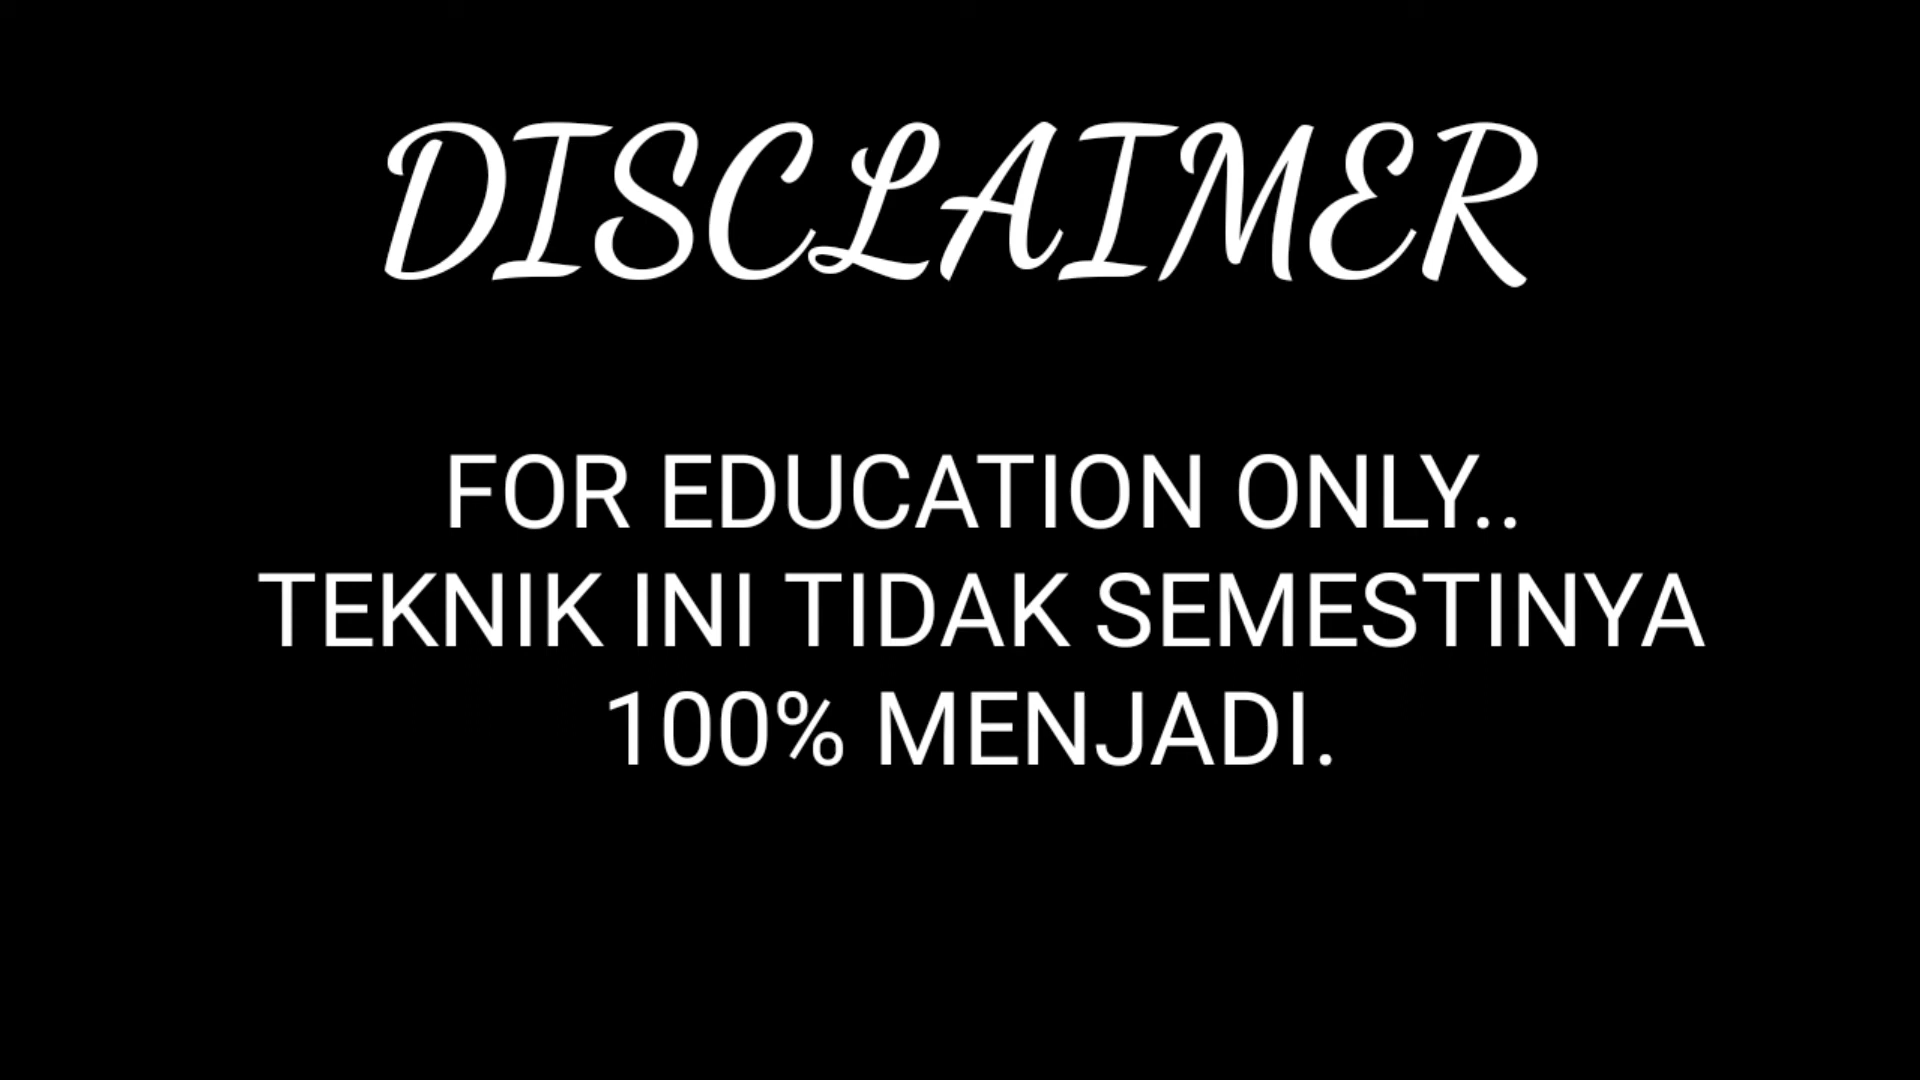 DISCLAIMER
FOR EDUCATION ONLY..
TEKNIK INI TIDAK SEMESTINYA
100% MENJADI.